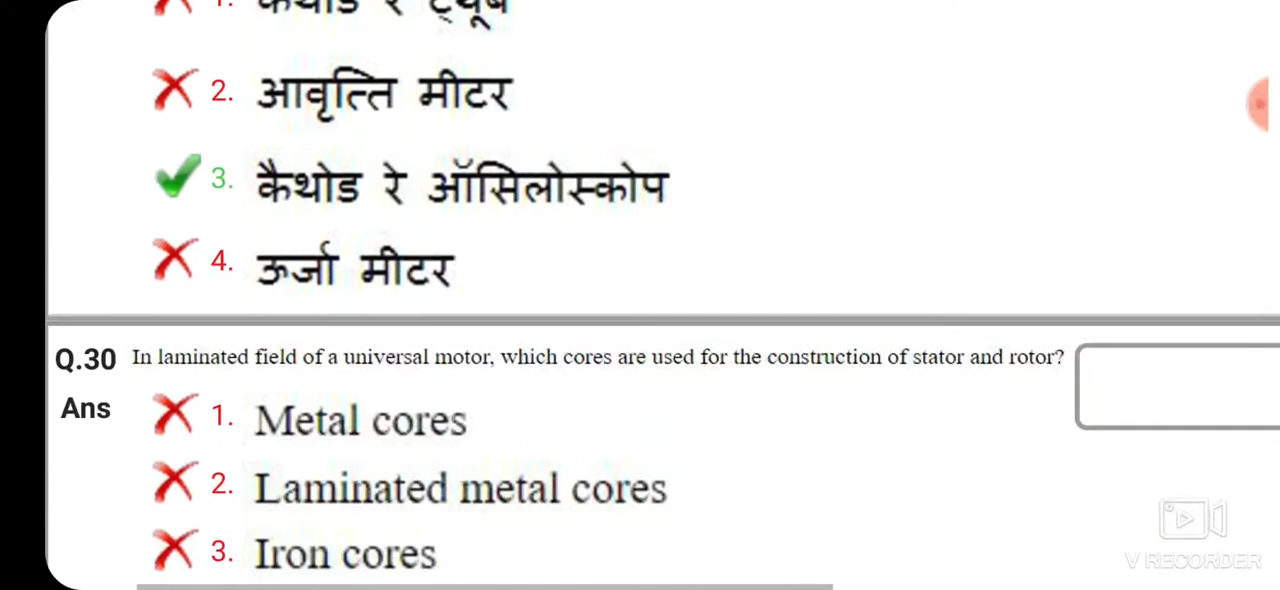 1. कैथोड रे ट्यूब
2. आवृत्ति मीटर
3. कैथोड रे ऑसिलोस्कोप
4. ऊर्जा मीटर
Q.30 In laminated field of a universal motor, which cores are used for the construction of stator and rotor?
Ans 1. Metal cores
2. Laminated metal cores
3. Iron cores
V RECORDER